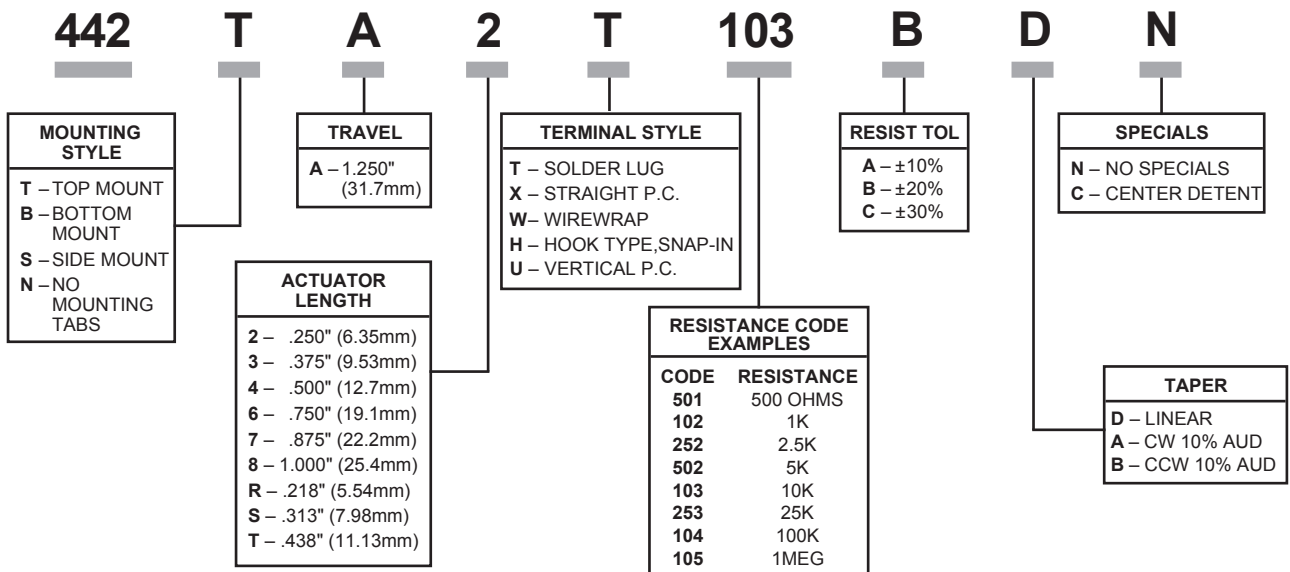 442 T A 2 T 103 B D N
MOUNTING
STYLE
T – TOP MOUNT
B – BOTTOM
MOUNT
S – SIDE MOUNT
N – NO
MOUNTING
TABS
TRAVEL
A – 1.250"
(31.7mm)
ACTUATOR
LENGTH
2 – .250" (6.35mm)
3 – .375" (9.53mm)
4 – .500" (12.7mm)
6 – .750" (19.1mm)
7 – .875" (22.2mm)
8 – 1.000" (25.4mm)
R – .218" (5.54mm)
S – .313" (7.98mm)
T – .438" (11.13mm)
TERMINAL STYLE
T – SOLDER LUG
X – STRAIGHT P.C.
W– WIREWRAP
H – HOOK TYPE,SNAP-IN
U – VERTICAL P.C.
RESISTANCE CODE
EXAMPLES
CODE RESISTANCE
501 500 OHMS
102 1K
252 2.5K
502 5K
103 10K
253 25K
104 100K
105 1MEG
RESIST TOL
A – ±10%
B – ±20%
C – ±30%
TAPER
D – LINEAR
A – CW 10% AUD
B – CCW 10% AUD
SPECIALS
N – NO SPECIALS
C – CENTER DETENT